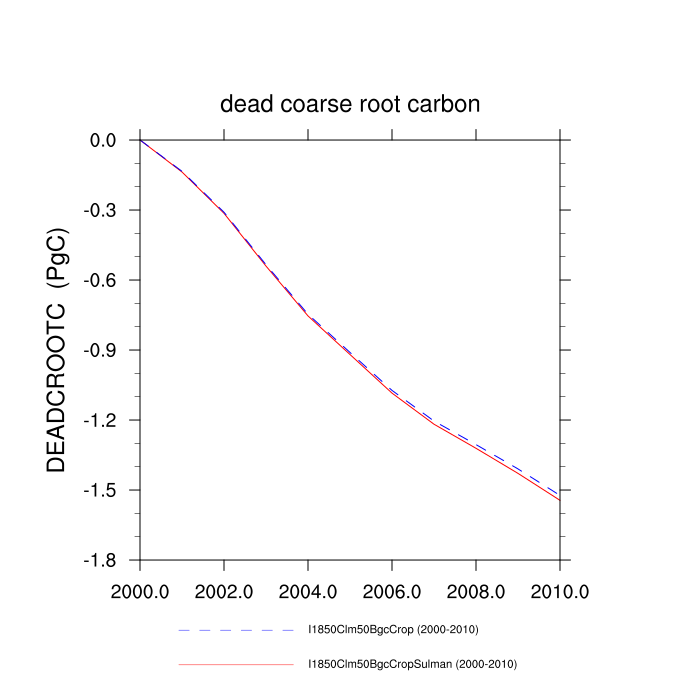 dead coarse root carbon
DEADCROOTC (PgC)
0.0
-0.3
-0.6
-0.9
-1.2
-1.5
-1.8
2000.0 2002.0 2004.0 2006.0 2008.0 2010.0
I1850Clm50BgcCrop (2000-2010)
I1850Clm50BgcCropSulman (2000-2010)